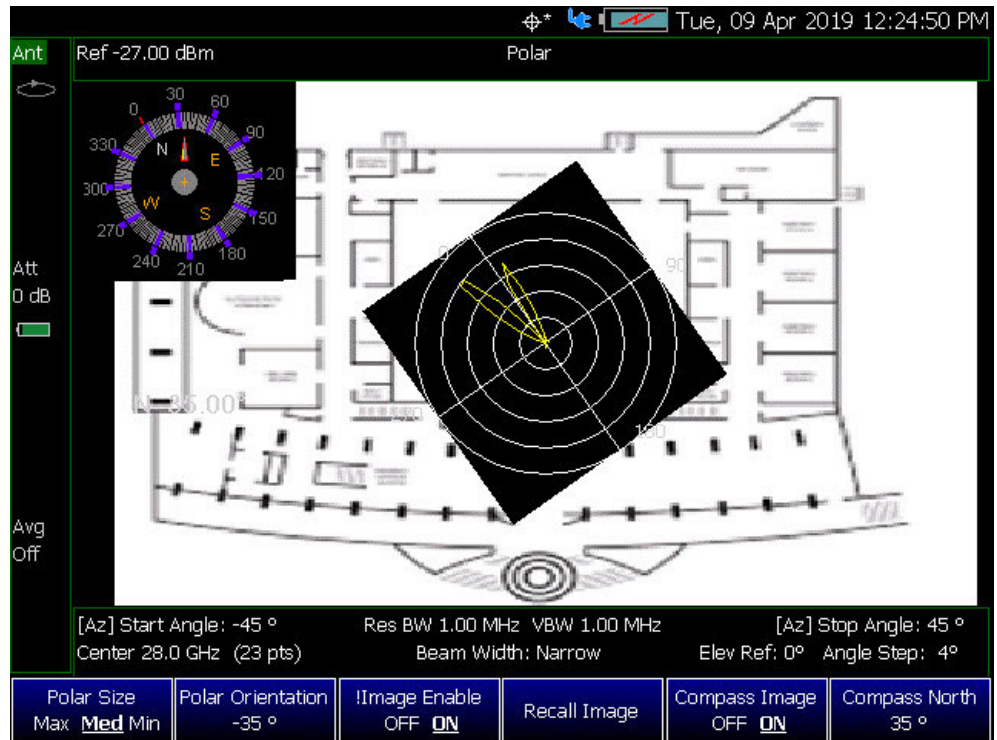 Tue, 09 Apr 2019 12:24:50 PM
Ant
Ref -27.00 dBm
Polar
0
30
60
90
120
150
180
210
240
270
300
330
N
E
S
W
0
90
180
270
Att
0 dB
Avg
Off
[Az] Start Angle: -45 º
Res BW 1.00 MHz VBW 1.00 MHz
[Az] Stop Angle: 45 º
Center 28.0 GHz (23 pts)
Beam Width: Narrow
Elev Ref: 0º Angle Step: 4º
Polar Size
Max Med Min
Polar Orientation
-35 º
!Image Enable
OFF ON
Recall Image
Compass Image
OFF ON
Compass North
35 º